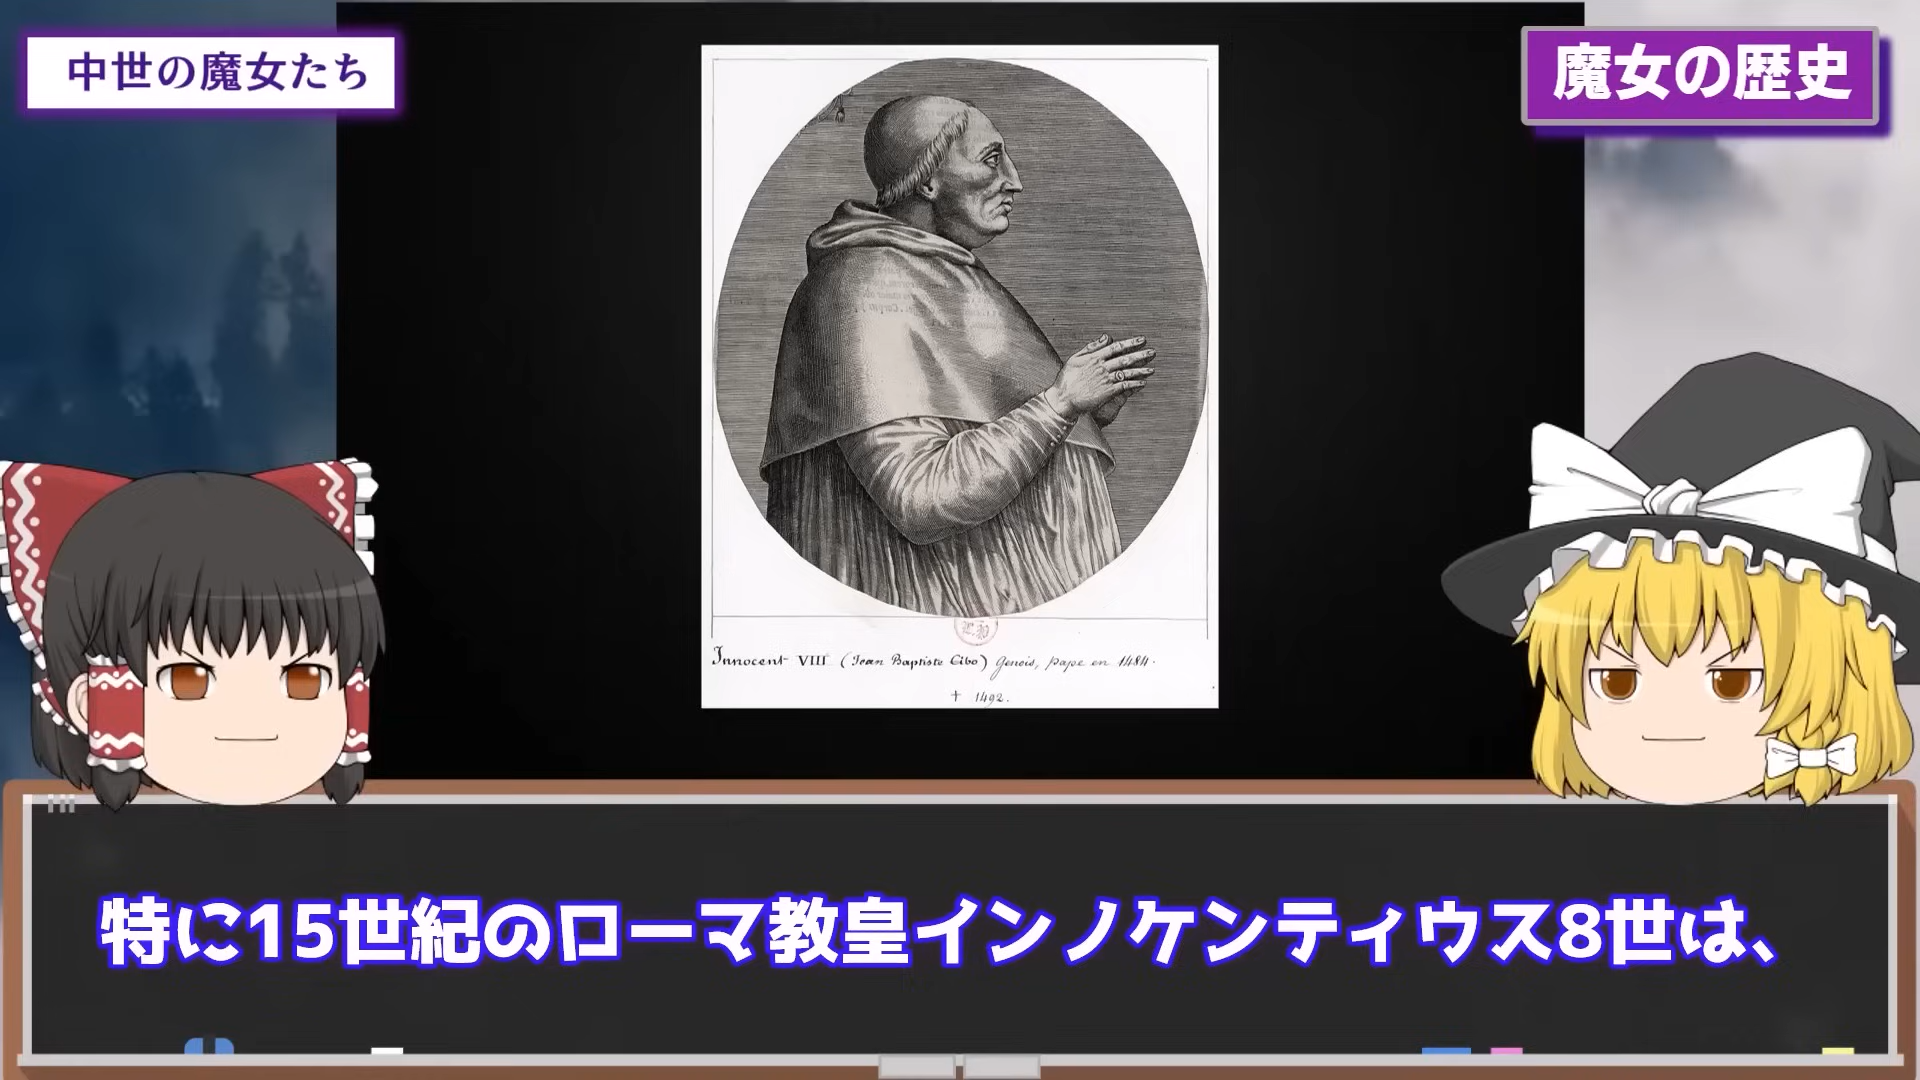 中世の魔女たち
魔女の歴史
Innocent VIII (Jean Baptiste Cibo) Genois, pape en 1484.
† 1492.
特に15世紀のローマ教皇インノケンティウス8世は、